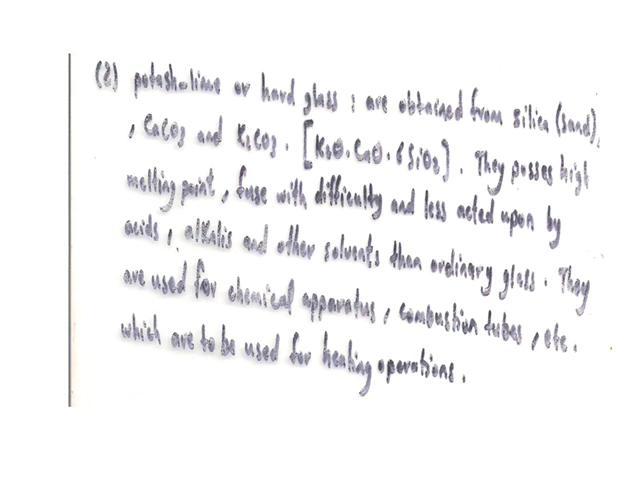 (2) potash-lime or hard glass : are obtained from silica (sand)
, CaCO3 and K2CO3 . [K2O.CaO.6SiO2] . They posses high
melting point , fuse with difficulty and less acted upon by
acids , alkalis and other solvents than ordinary glass . They
are used for chemical apparatus , combustion tubes , etc.
which are to be used for heating operations .